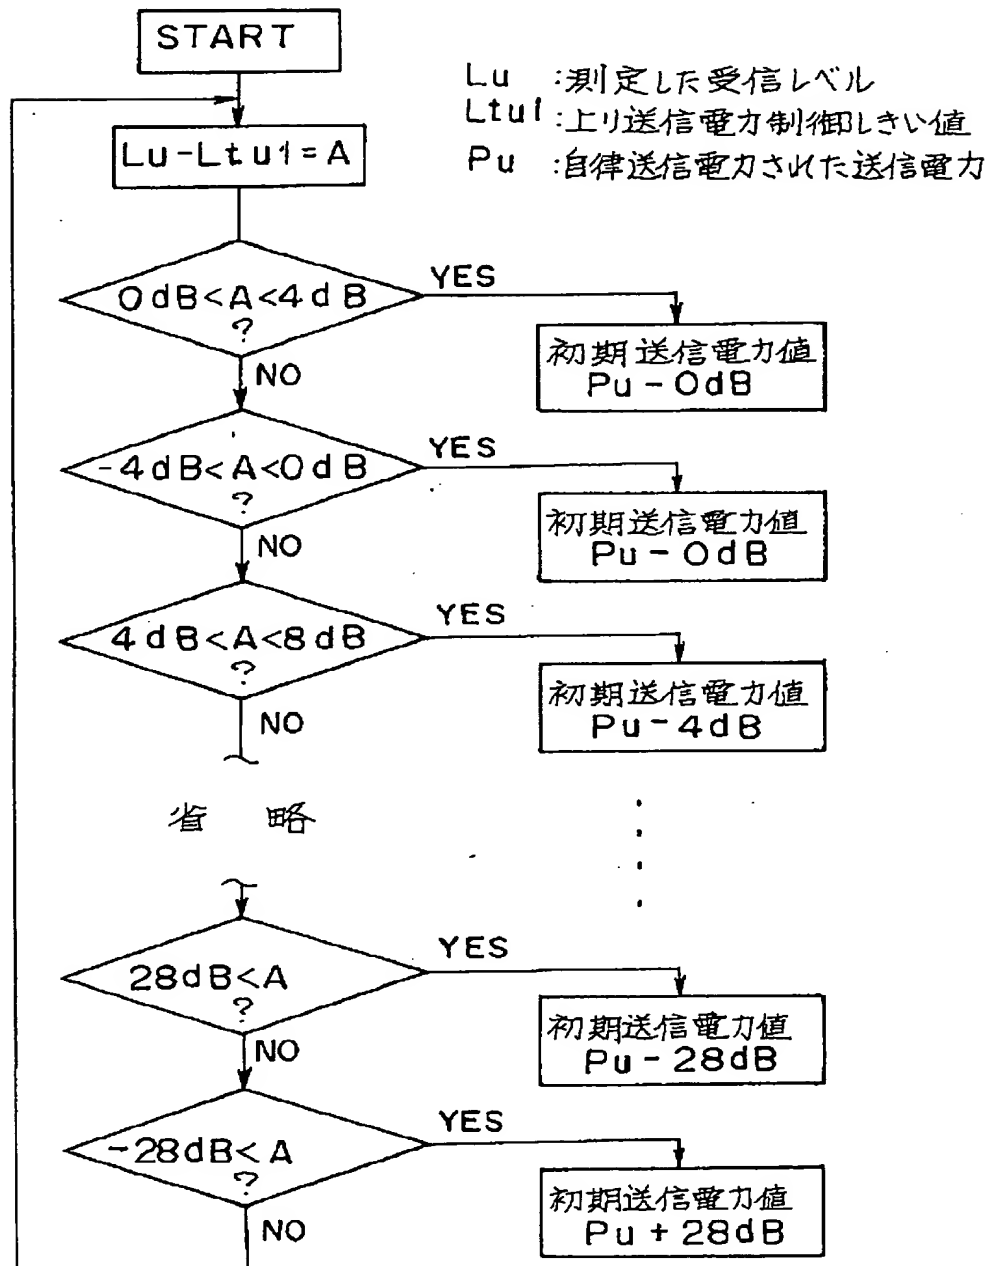 START
Lu :測定した受信レベル
Ltu1:上り送信電力制御しきい値
Pu :自律送信電力された送信電力
Lu-Ltu1=A
0dB<A<4dB
?
YES
初期送信電力値
Pu-0dB
NO
-4dB<A<0dB
?
YES
初期送信電力値
Pu-0dB
NO
4dB<A<8dB
?
YES
初期送信電力値
Pu-4dB
NO
省 略
28dB<A
?
YES
初期送信電力値
Pu-28dB
NO
-28dB<A
?
YES
初期送信電力値
Pu+28dB
NO